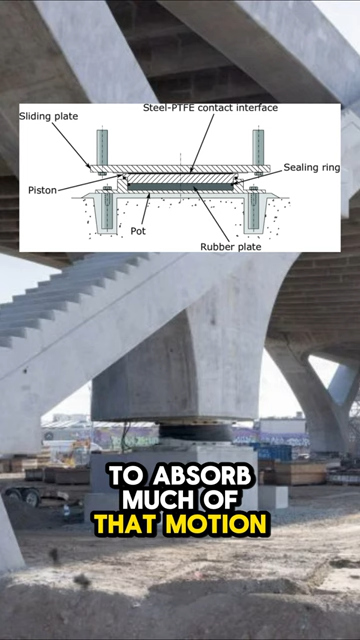 Steel-PTFE contact interface
Sliding plate
Sealing ring
Piston
Pot
Rubber plate
TO ABSORB
MUCH OF
THAT MOTION